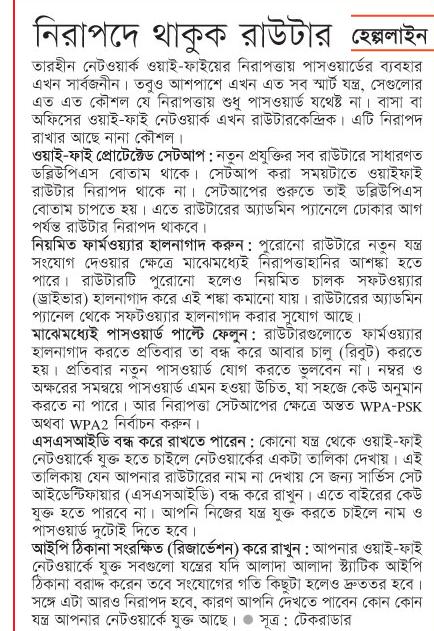 নিরাপদে থাকুক রাউটার
হেল্পলাইন
তারহীন নেটওয়ার্ক ওয়াই-ফাইয়ের নিরাপত্তায় পাসওয়ার্ডের ব্যবহার
এখন সার্বজনীন। তবুও আশপাশে এখন এত সব স্মার্ট যন্ত্র, সেগুলোর
এত এত কৌশল যে নিরাপত্তায় শুধু পাসওয়ার্ড যথেষ্ট না। বাসা বা
অফিসের ওয়াই-ফাই নেটওয়ার্ক এখন রাউটারকেন্দ্রিক। এটি নিরাপদ
রাখার আছে নানা কৌশল।
ওয়াই-ফাই প্রোটেক্টেড সেটআপ : নতুন প্রযুক্তির সব রাউটারে সাধারণত
ডব্লিউপিএস বোতাম থাকে। সেটআপ করা সময়টাতে ওয়াইফাই
রাউটার নিরাপদ থাকে না। সেটআপের শুরুতে তাই ডব্লিউপিএস
বোতাম চাপতে হয়। এতে রাউটারের অ্যাডমিন প্যানেলে ঢোকার আগ
পর্যন্ত রাউটার নিরাপদ থাকবে।
নিয়মিত ফার্মওয়্যার হালনাগাদ করুন : পুরোনো রাউটারে নতুন যন্ত্র
সংযোগ দেওয়ার ক্ষেত্রে মাঝেমধ্যেই নিরাপত্তাহানির আশঙ্কা হতে
পারে। রাউটারটি পুরোনো হলেও নিয়মিত চালক সফটওয়্যার
(ড্রাইভার) হালনাগাদ করে এই শঙ্কা কমানো যায়। রাউটারের অ্যাডমিন
প্যানেল থেকে সফটওয়্যার হালনাগাদ করার সুযোগ আছে।
মাঝেমধ্যেই পাসওয়ার্ড পাল্টে ফেলুন : রাউটারগুলোতে ফার্মওয়্যার
হালনাগাদ করতে প্রতিবার তা বন্ধ করে আবার চালু (রিবুট) করতে
হয়। প্রতিবার নতুন পাসওয়ার্ড যোগ করতে ভুলবেন না। নম্বর ও
অক্ষরের সমন্বয়ে পাসওয়ার্ড এমন হওয়া উচিত, যা সহজে কেউ অনুমান
করতে না পারে। আর নিরাপত্তা সেটআপের ক্ষেত্রে অন্তত WPA-PSK
অথবা WPA2 নির্বাচন করুন।
এসএসআইডি বন্ধ করে রাখতে পারেন : কোনো যন্ত্র থেকে ওয়াই-ফাই
নেটওয়ার্কে যুক্ত হতে চাইলে নেটওয়ার্কের একটা তালিকা দেখায়। এই
তালিকায় যেন আপনার রাউটারের নাম না দেখায় সে জন্য সার্ভিস সেট
আইডেন্টিফায়ার (এসএসআইডি) বন্ধ করে রাখুন। এতে বাইরের কেউ
যুক্ত হতে পারবে না। আপনি নিজের যন্ত্র যুক্ত করতে চাইলে নাম ও
পাসওয়ার্ড দুটোই দিতে হবে।
আইপি ঠিকানা সংরক্ষিত (রিজার্ভেশন) করে রাখুন : আপনার ওয়াই-ফাই
নেটওয়ার্কে যুক্ত সবগুলো যন্ত্রের যদি আলাদা আলাদা স্ট্যাটিক আইপি
ঠিকানা বরাদ্দ করেন তবে সংযোগের গতি কিছুটা হলেও দ্রুততর হবে।
সঙ্গে এটা আরও নিরাপদ হবে, কারণ আপনি দেখতে পাবেন কোন কোন
যন্ত্র আপনার নেটওয়ার্কে যুক্ত আছে। ● সূত্র : টেকরাডার